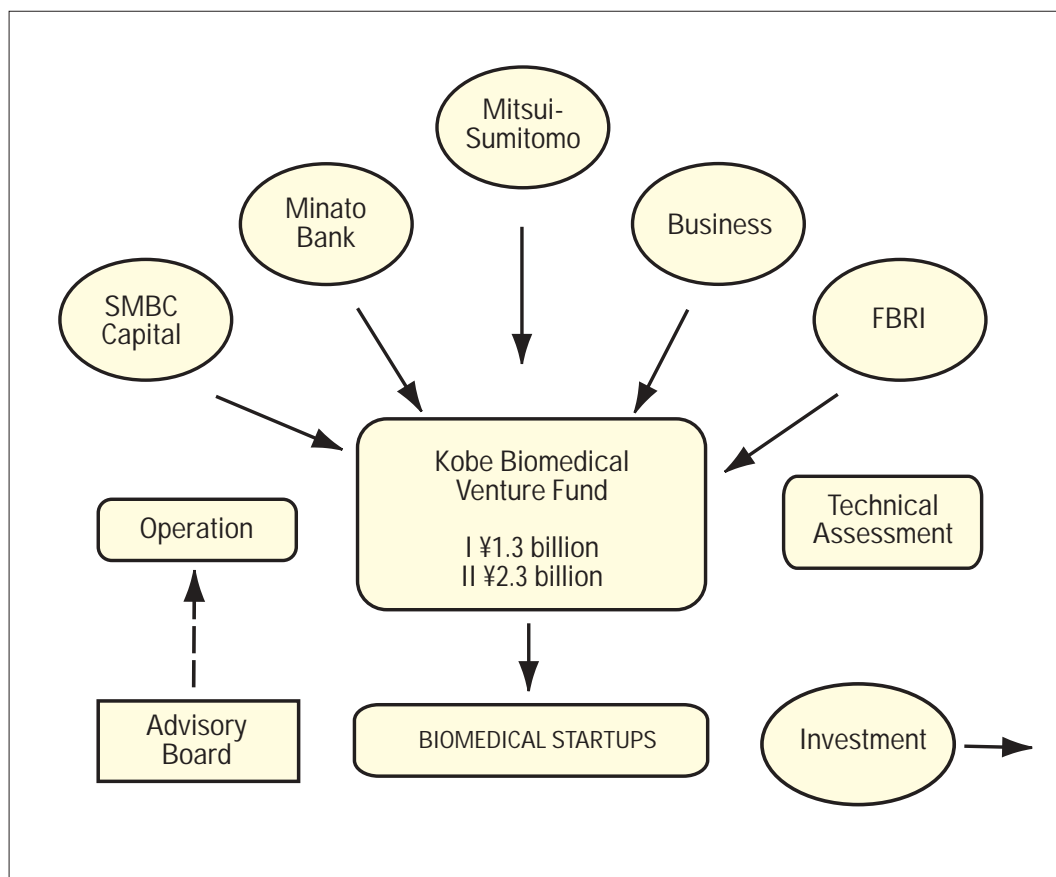 Mitsui-
Sumitomo
Minato
Bank
Business
SMBC
Capital
FBRI
Kobe Biomedical
Venture Fund
I ¥1.3 billion
II ¥2.3 billion
Operation
Technical
Assessment
Advisory
Board
BIOMEDICAL STARTUPS
Investment